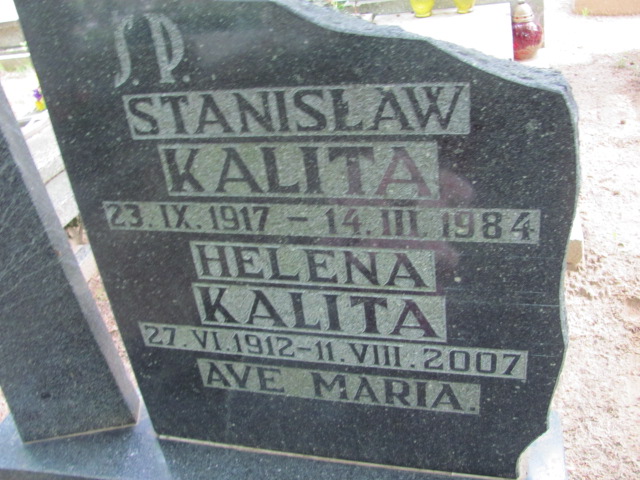 Ś.P.
STANISŁAW
KALITA
23.IX.1917 – 14.III.1984
HELENA
KALITA
27.VI.1912–11.VIII.2007
AVE MARIA.